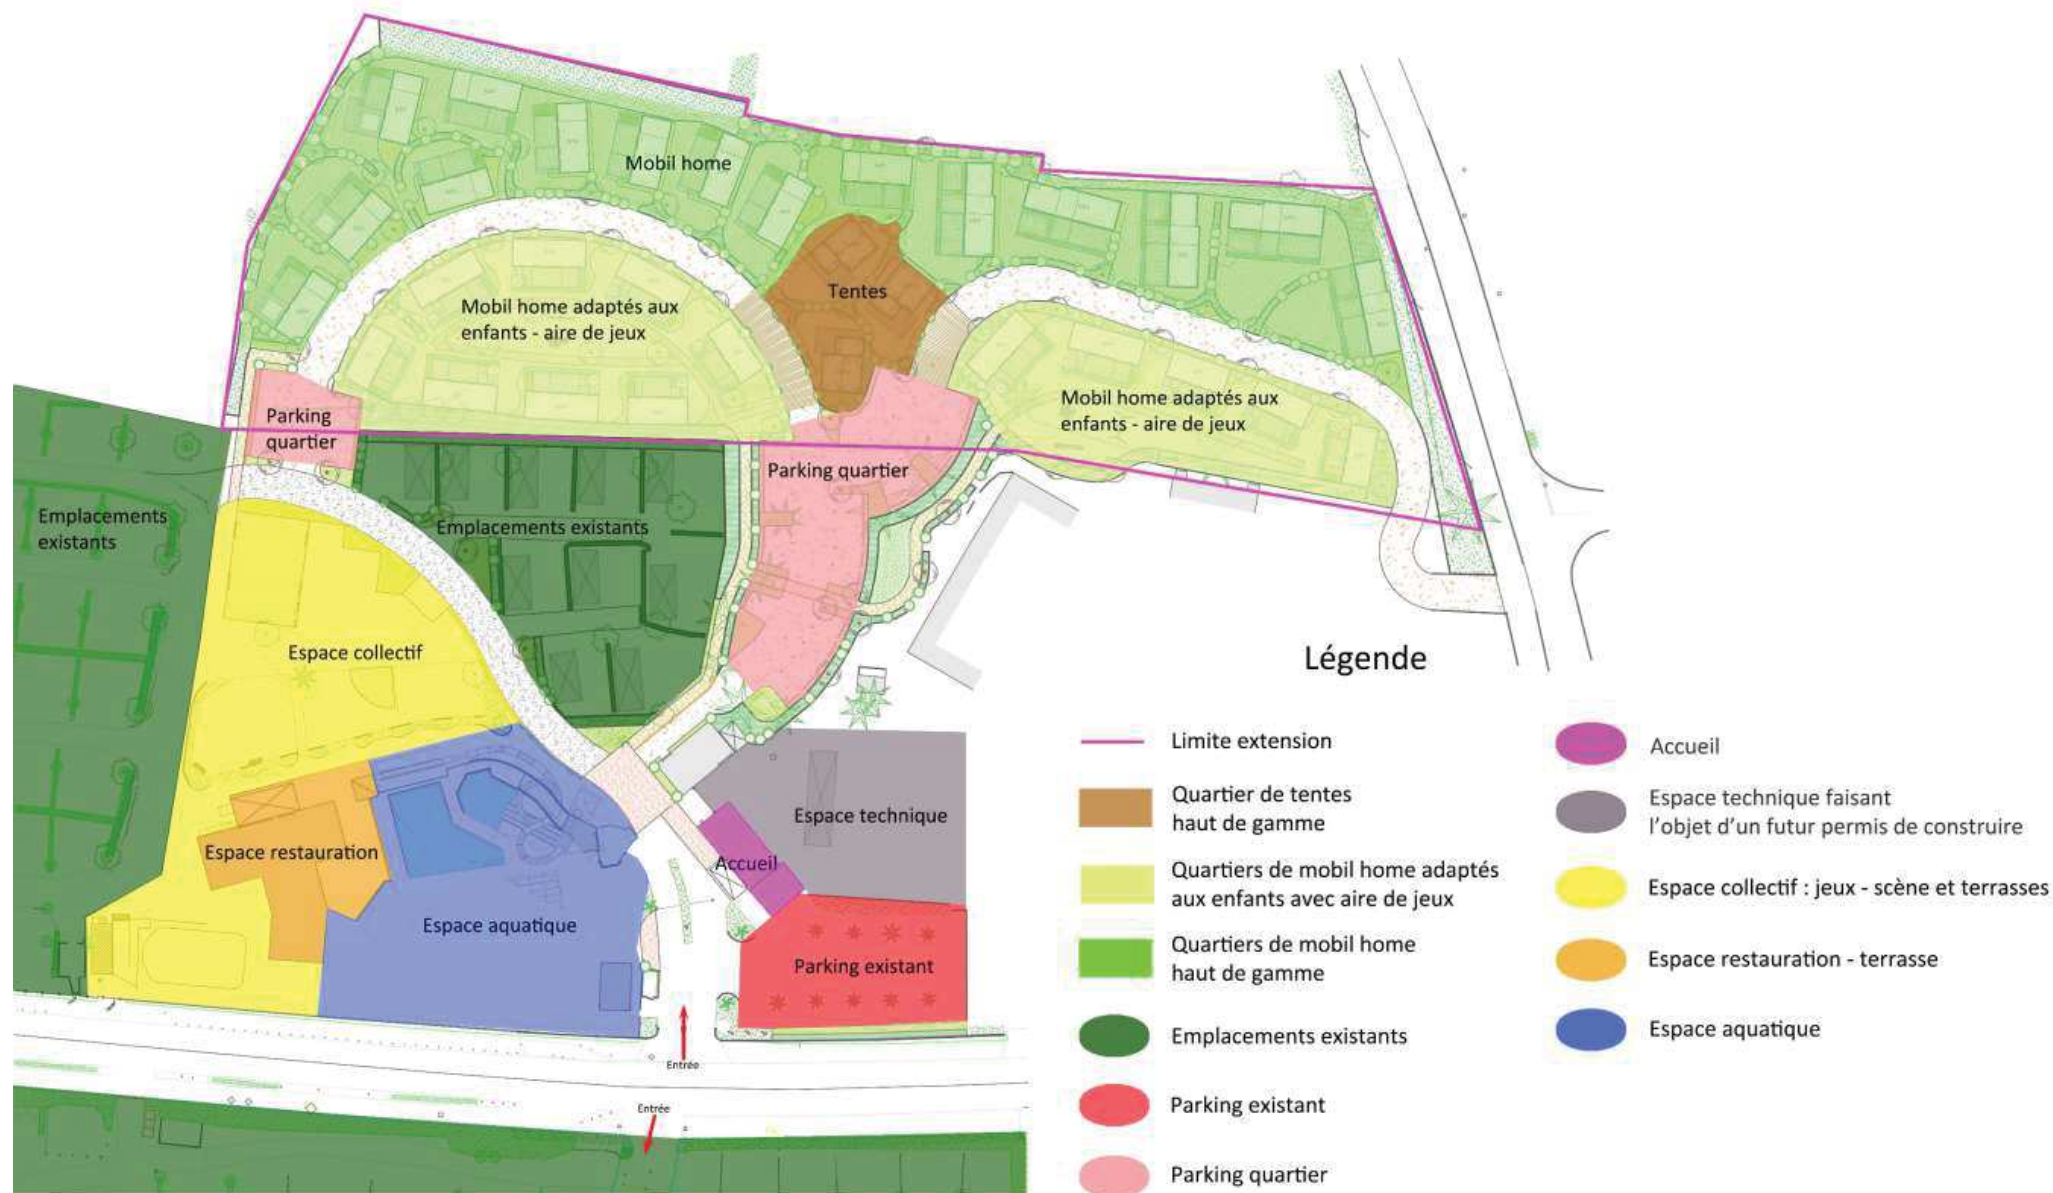 Mobil home
Tentes
Mobil home adaptés aux
enfants - aire de jeux
Mobil home adaptés aux
enfants - aire de jeux
Parking
quartier
Parking quartier
Emplacements
existants
Emplacements existants
Espace collectif
Espace technique
Espace restauration
Accueil
Espace aquatique
Parking existant
Entrée
Entrée
Légende
Limite extension
Quartier de tentes
haut de gamme
Quartiers de mobil home adaptés
aux enfants avec aire de jeux
Quartiers de mobil home
haut de gamme
Emplacements existants
Parking existant
Parking quartier
Accueil
Espace technique faisant
l'objet d'un futur permis de construire
Espace collectif : jeux - scène et terrasses
Espace restauration - terrasse
Espace aquatique